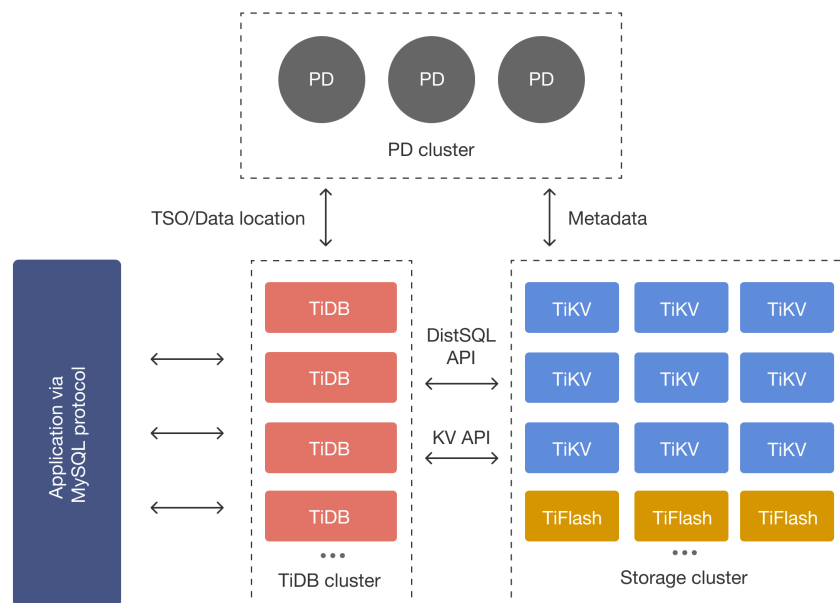 PD PD PD
PD cluster
TSO/Data location
Metadata
Application via
MySQL protocol
TiDB
TiDB
TiDB
TiDB
•••
TiDB cluster
DistSQL
API
KV API
TiKV TiKV TiKV
TiKV TiKV TiKV
TiKV TiKV TiKV
TiFlash TiFlash TiFlash
•••
Storage cluster